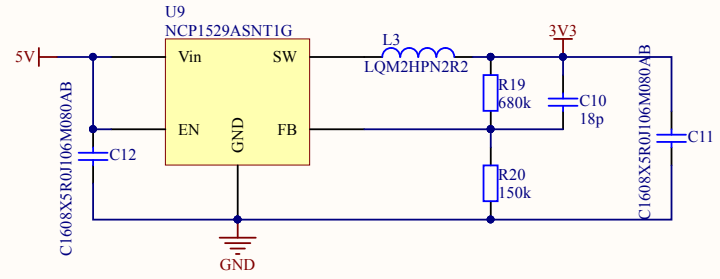 U9
NCP1529ASNT1G
5V
Vin
SW
L3
LQM2HPN2R2
3V3
R19
680k
C10
18p
C1608X5R0J106M080AB
C11
EN
GND
FB
C12
C1608X5R0J106M080AB
R20
150k
GND